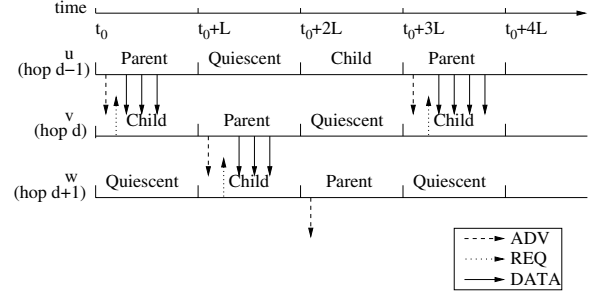 time
t0 t0+L t0+2L t0+3L t0+4L
u
(hop d−1)
Parent Quiescent Child Parent
v
(hop d)
Child Parent Quiescent Child
w
(hop d+1)
Quiescent Child Parent Quiescent
ADV
REQ
DATA